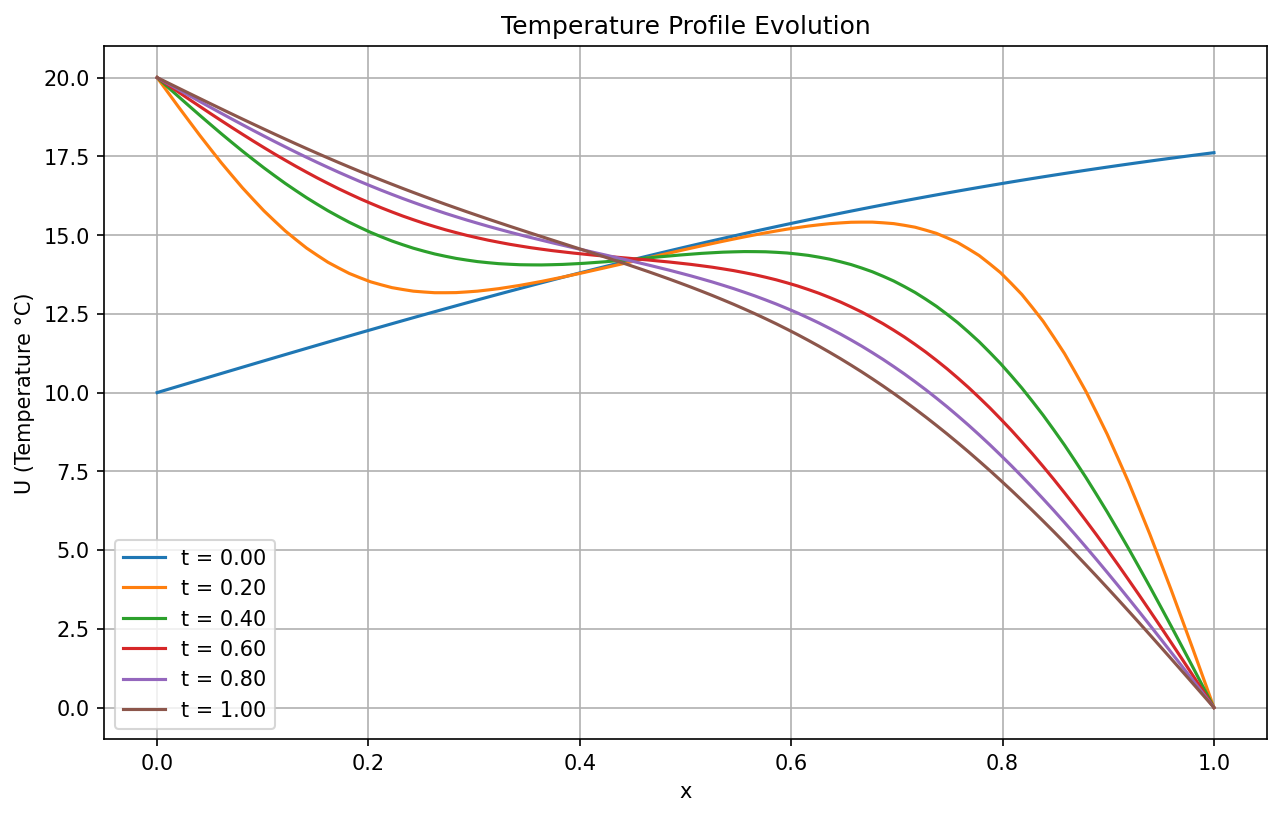 Temperature Profile Evolution
U (Temperature °C)
20.0
17.5
15.0
12.5
10.0
7.5
5.0
2.5
0.0
t = 0.00
t = 0.20
t = 0.40
t = 0.60
t = 0.80
t = 1.00
0.0 0.2 0.4 0.6 0.8 1.0
x